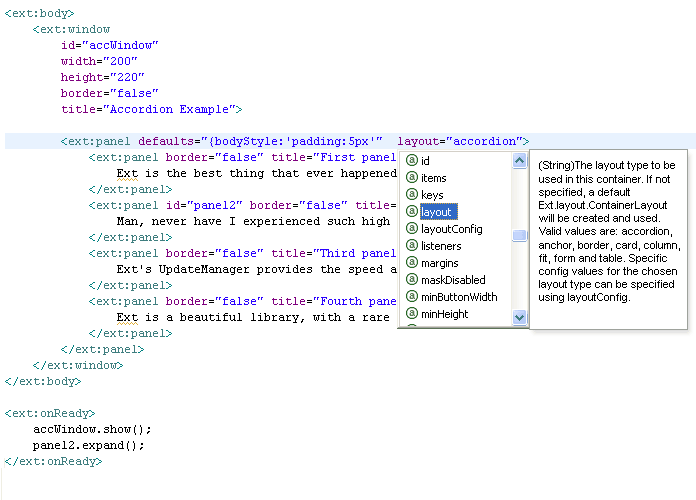 <ext:body>
<ext:window
id="accWindow"
width="200"
height="220"
border="false"
title="Accordion Example">
<ext:panel defaults="{bodyStyle:'padding:5px'"  layout="accordion">
<ext:panel border="false" title="First panel
Ext is the best thing that ever happened
</ext:panel>
<ext:panel id="panel2" border="false" title=
Man, never have I experienced such high
</ext:panel>
<ext:panel border="false" title="Third panel
Ext's UpdateManager provides the speed a
</ext:panel>
<ext:panel border="false" title="Fourth pane
Ext is a beautiful library, with a rare
</ext:panel>
</ext:panel>
</ext:window>
</ext:body>
<ext:onReady>
accWindow.show();
panel2.expand();
</ext:onReady>
id
items
keys
layout
layoutConfig
listeners
margins
maskDisabled
minButtonWidth
minHeight
(String)The layout type to be
used in this container. If not
specified, a default
Ext.layout.ContainerLayout
will be created and used.
Valid values are: accordion,
anchor, border, card, column,
fit, form and table. Specific
config values for the chosen
layout type can be specified
using layoutConfig.